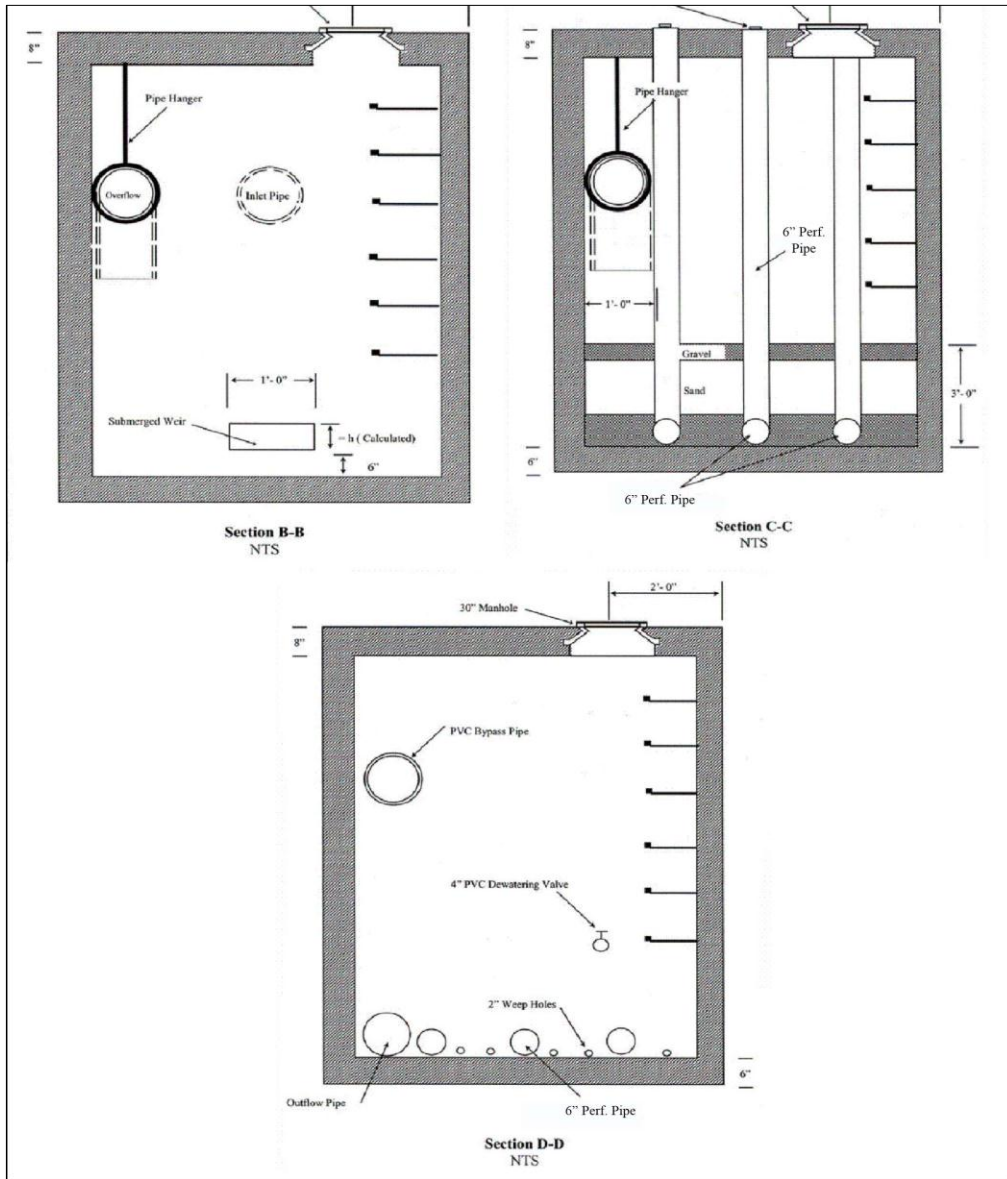 8"
Pipe Hanger
Overflow
Inlet Pipe
1'- 0"
Submerged Weir
= h ( Calculated)
6"
Section B-B
NTS
8"
Pipe Hanger
6" Perf.
Pipe
1'- 0"
Gravel
Sand
3'- 0"
6"
6" Perf. Pipe
Section C-C
NTS
2'- 0"
30" Manhole
8"
PVC Bypass Pipe
4" PVC Dewatering Valve
2" Weep Holes
6"
Outflow Pipe
6" Perf. Pipe
Section D-D
NTS